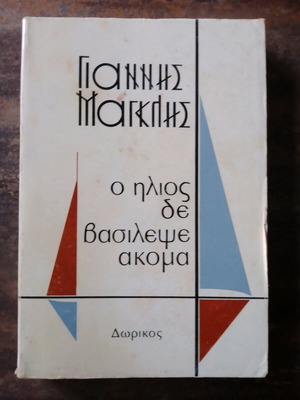 Γιαννης
Μαγκλης
ο ηλιος
δε
βασιλεψε
ακομα
Δωρικος